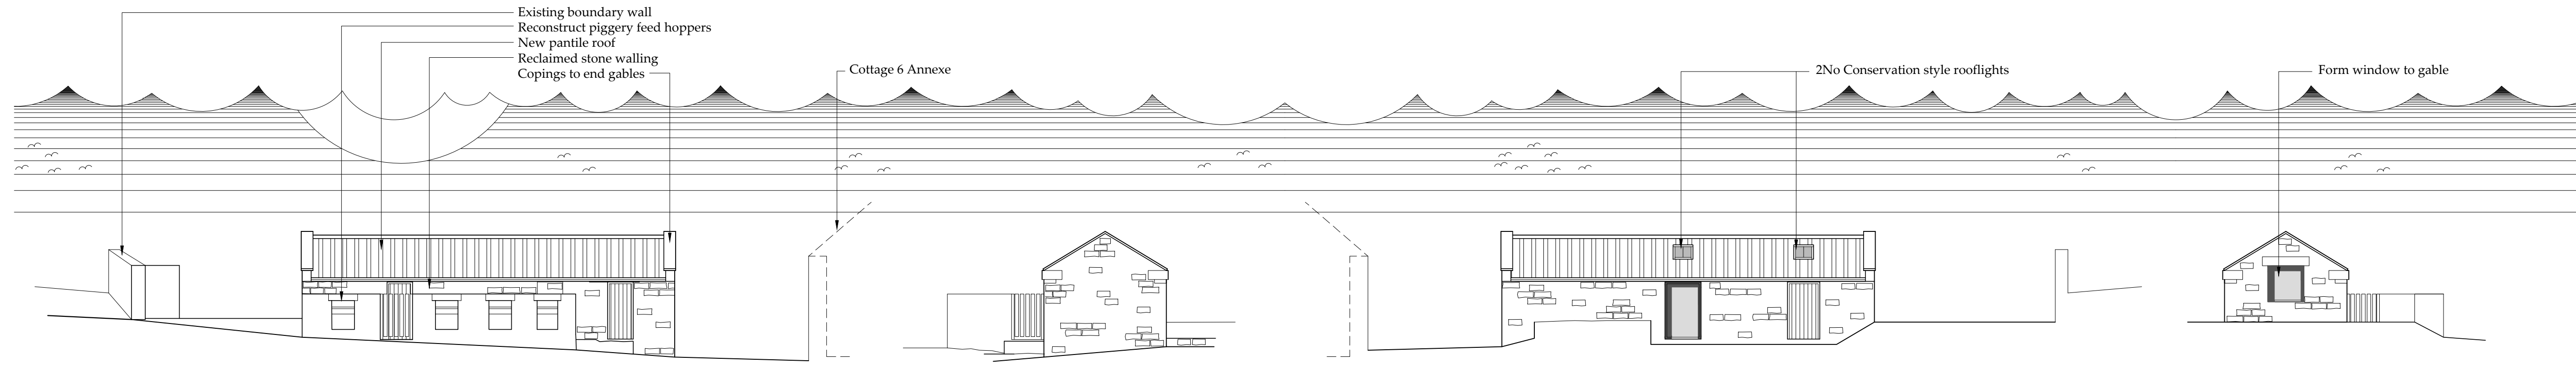 Existing boundary wall
Reconstruct piggery feed hoppers
New pantile roof
Reclaimed stone walling
Copings to end gables
Cottage 6 Annexe
2No Conservation style rooflights
Form window to gable